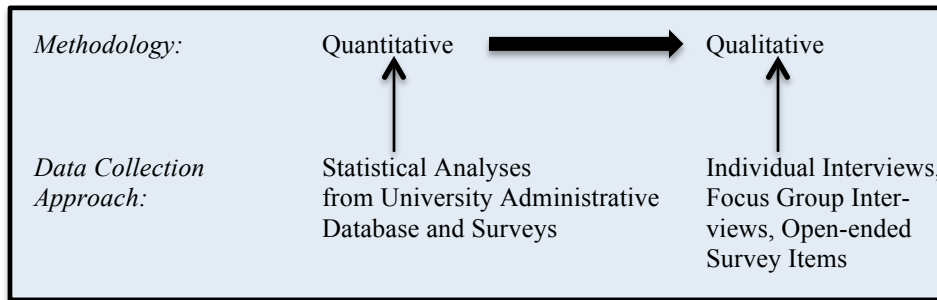 Methodology: Quantitative Qualitative
Data Collection Statistical Analyses Individual Interviews,
Approach: from University Administrative Focus Group Inter-
Database and Surveys views, Open-ended
Survey Items